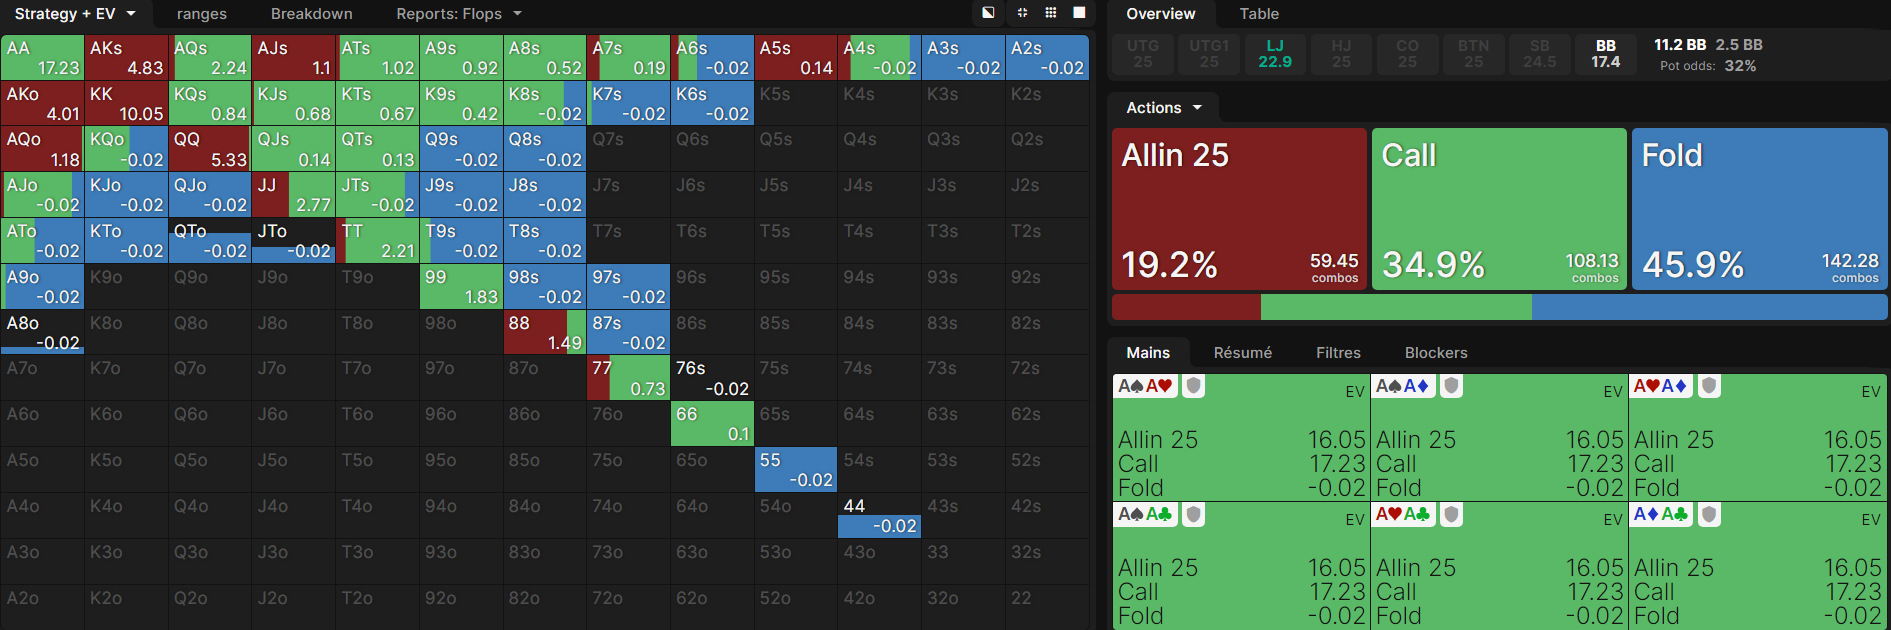 Strategy + EV ranges Breakdown Reports: Flops
AA AKs AQs AJs ATs A9s A8s A7s A6s A5s A4s A3s A2s
17.23 4.83 2.24 1.1 1.02 0.92 0.52 0.19 -0.02 0.14 -0.02 -0.02 -0.02
AKo KK KQs KJs KTs K9s K8s K7s K6s K5s K4s K3s K2s
4.01 10.05 0.84 0.68 0.67 0.42 -0.02 -0.02 -0.02
AQo KQo QQ QJs QTs Q9s Q8s Q7s Q6s Q5s Q4s Q3s Q2s
1.18 -0.02 5.33 0.14 0.13 -0.02 -0.02
AJo KJo QJo JJ JTs J9s J8s J7s J6s J5s J4s J3s J2s
-0.02 -0.02 -0.02 2.77 -0.02 -0.02 -0.02
ATo KTo QTo JTo TT T9s T8s T7s T6s T5s T4s T3s T2s
-0.02 -0.02 -0.02 -0.02 2.21 -0.02 -0.02
A9o K9o Q9o J9o T9o 99 98s 97s 96s 95s 94s 93s 92s
-0.02 1.83 -0.02 -0.02
A8o K8o Q8o J8o T8o 98o 88 87s 86s 85s 84s 83s 82s
-0.02 1.49 -0.02
A7o K7o Q7o J7o T7o 97o 87o 77 76s 75s 74s 73s 72s
0.73 -0.02
A6o K6o Q6o J6o T6o 96o 86o 76o 66 65s 64s 63s 62s
0.1
A5o K5o Q5o J5o T5o 95o 85o 75o 65o 55 54s 53s 52s
-0.02
A4o K4o Q4o J4o T4o 94o 84o 74o 64o 54o 44 43s 42s
-0.02
A3o K3o Q3o J3o T3o 93o 83o 73o 63o 53o 43o 33 32s
A2o K2o Q2o J2o T2o 92o 82o 72o 62o 52o 42o 32o 22
Overview Table
UTG UTG1 LJ HJ CO BTN SB BB
25 25 22.9 25 25 25 24.5 17.4
11.2 BB 2.5 BB
Pot odds: 32%
Actions
Allin 25 Call Fold
19.2% 59.45 combos 34.9% 108.13 combos 45.9% 142.28 combos
Mains Résumé Filtres Blockers
A♠A♥ EV A♠A♦ EV A♥A♦ EV
Allin 25 16.05 Allin 25 16.05 Allin 25 16.05
Call 17.23 Call 17.23 Call 17.23
Fold -0.02 Fold -0.02 Fold -0.02
A♠A♣ EV A♥A♣ EV A♦A♣ EV
Allin 25 16.05 Allin 25 16.05 Allin 25 16.05
Call 17.23 Call 17.23 Call 17.23
Fold -0.02 Fold -0.02 Fold -0.02